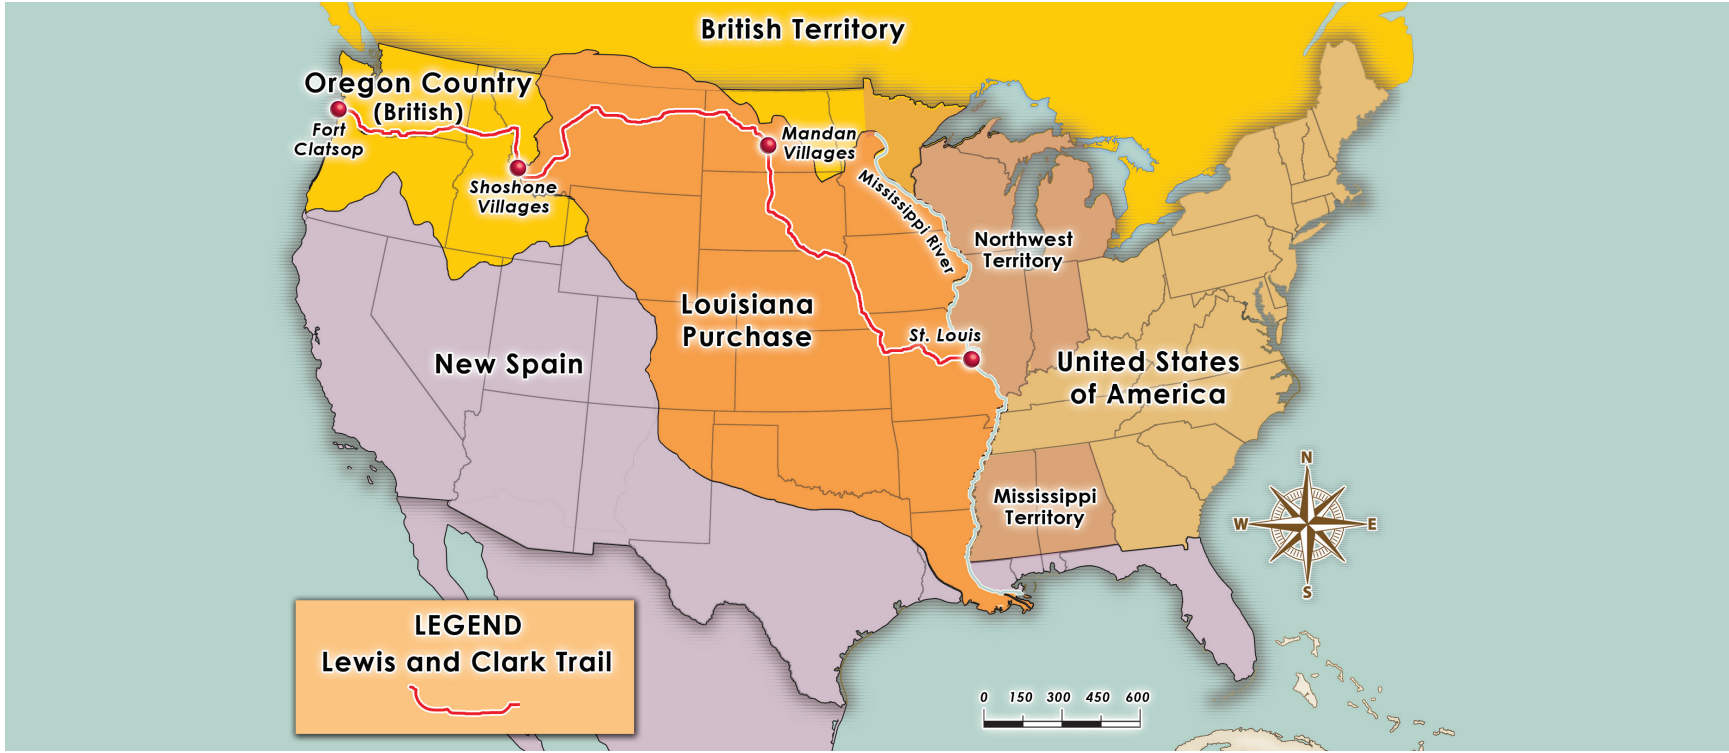 British Territory
Oregon Country
(British)
Fort
Clatsop
Shoshone
Villages
Mandan
Villages
Mississippi River
Northwest
Territory
Louisiana
Purchase
St. Louis
New Spain
United States
of America
Mississippi
Territory
N
W E
S
LEGEND
Lewis and Clark Trail
0 150 300 450 600